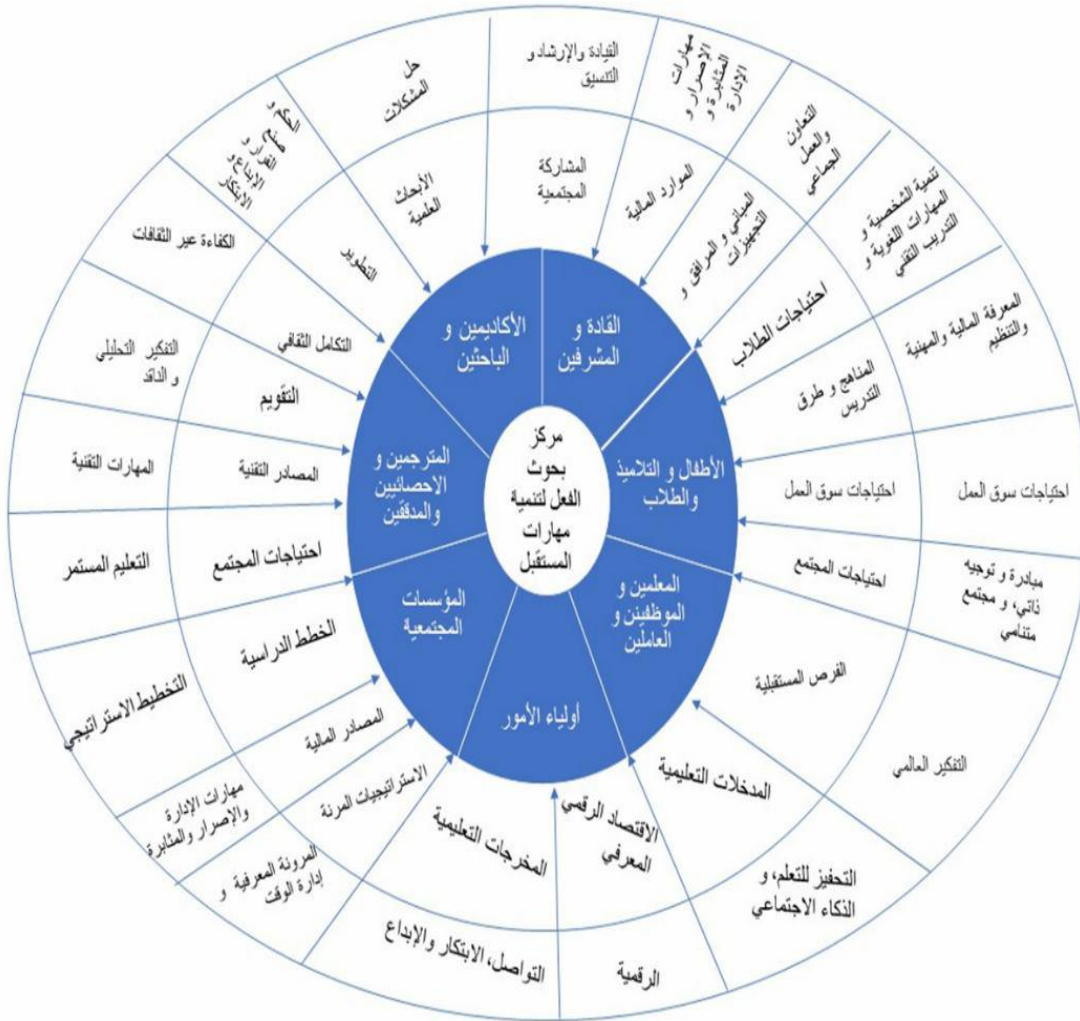 مركز
بحوث
الفعل لتنمية
مهارات
المستقبل
القادة و
المشرفين
الأطفال و التلاميذ
والطلاب
المعلمين و
الموظفين و
العاملين
أولياء الأمور
المؤسسات
المجتمعية
المترجمين و
الاحصائيين
والمدققين
الأكاديمين و
الباحثين
المشاركة
المجتمعية
الموارد المالية
المباني و المرافق و
التجهيزات
احتياجات الطلاب
المناهج و طرق
التدريس
احتياجات سوق العمل
احتياجات المجتمع
الفرص المستقبلية
المدخلات التعليمية
الاقتصاد الرقمي
المعرفي
المخرجات التعليمية
الاستراتيجيات المرنة
المصادر المالية
الخطط الدراسية
احتياجات المجتمع
المصادر التقنية
التقويم
التكامل الثقافي
التطوير
الأبحاث
العلمية
القيادة والإرشاد و
التنسيق
مهارات
الإصرار و
المثابرة و
الإدارة
التعاون
والعمل
الجماعي
تنمية الشخصية و
المهارات اللغوية و
التدريب التقني
المعرفة المالية والمهنية
والتنظيم
احتياجات سوق العمل
مبادرة و توجيه
ذاتي، و مجتمع
متنامي
التفكير العالمي
التحفيز للتعلم، و
الذكاء الاجتماعي
الرقمية
التواصل، الابتكار والإبداع
المرونة المعرفية و
إدارة الوقت
مهارات الإدارة
والإصرار والمثابرة
التخطيط الاستراتيجي
التعليم المستمر
المهارات التقنية
التفكير التحليلي
و الناقد
الكفاءة عبر الثقافات
القرار و
الإبداع و
الابتكار
حل
المشكلات